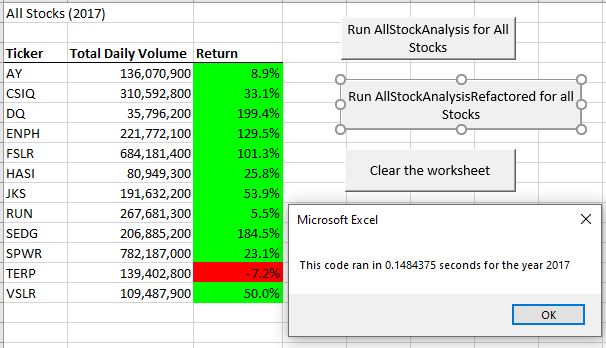 All Stocks (2017)
Run AllStockAnalysis for All
Stocks
Ticker Total Daily Volume Return
AY 136,070,900 8.9%
CSIQ 310,592,800 33.1%
DQ 35,796,200 199.4%
ENPH 221,772,100 129.5%
FSLR 684,181,400 101.3%
HASI 80,949,300 25.8%
JKS 191,632,200 53.9%
RUN 267,681,300 5.5%
SEDG 206,885,200 184.5%
SPWR 782,187,000 23.1%
TERP 139,402,800 -7.2%
VSLR 109,487,900 50.0%
Run AllStockAnalysisRefactored for all
Stocks
Clear the worksheet
Microsoft Excel
This code ran in 0.1484375 seconds for the year 2017
OK